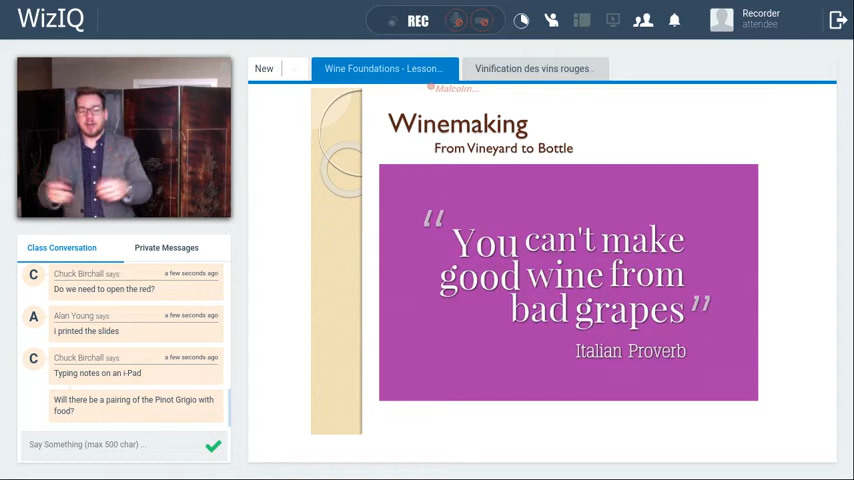 WizIQ
REC
Recorder
attendee
New
Wine Foundations - Lesson...
Vinification des vins rouges..
Malcolm...
Winemaking
From Vineyard to Bottle
“You can't make
good wine from
bad grapes”
Italian Proverb
Class Conversation
Private Messages
C
Chuck Birchall says:
a few seconds ago
Do we need to open the red?
A
Alan Young says:
a few seconds ago
i printed the slides
C
Chuck Birchall says:
a few seconds ago
Typing notes on an i-Pad
Will there be a pairing of the Pinot Grigio with
food?
Say Something (max 500 char) ...